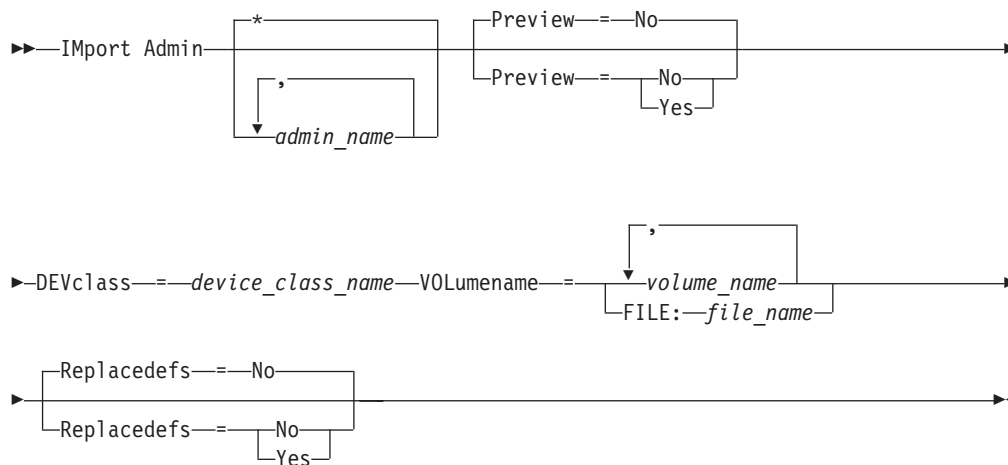 *
Preview = No
IMport Admin
,
Preview = No
Yes
admin_name
,
DEVclass = device_class_name VOLumename = volume_name
FILE: file_name
Replacedefs = No
Replacedefs = No
Yes